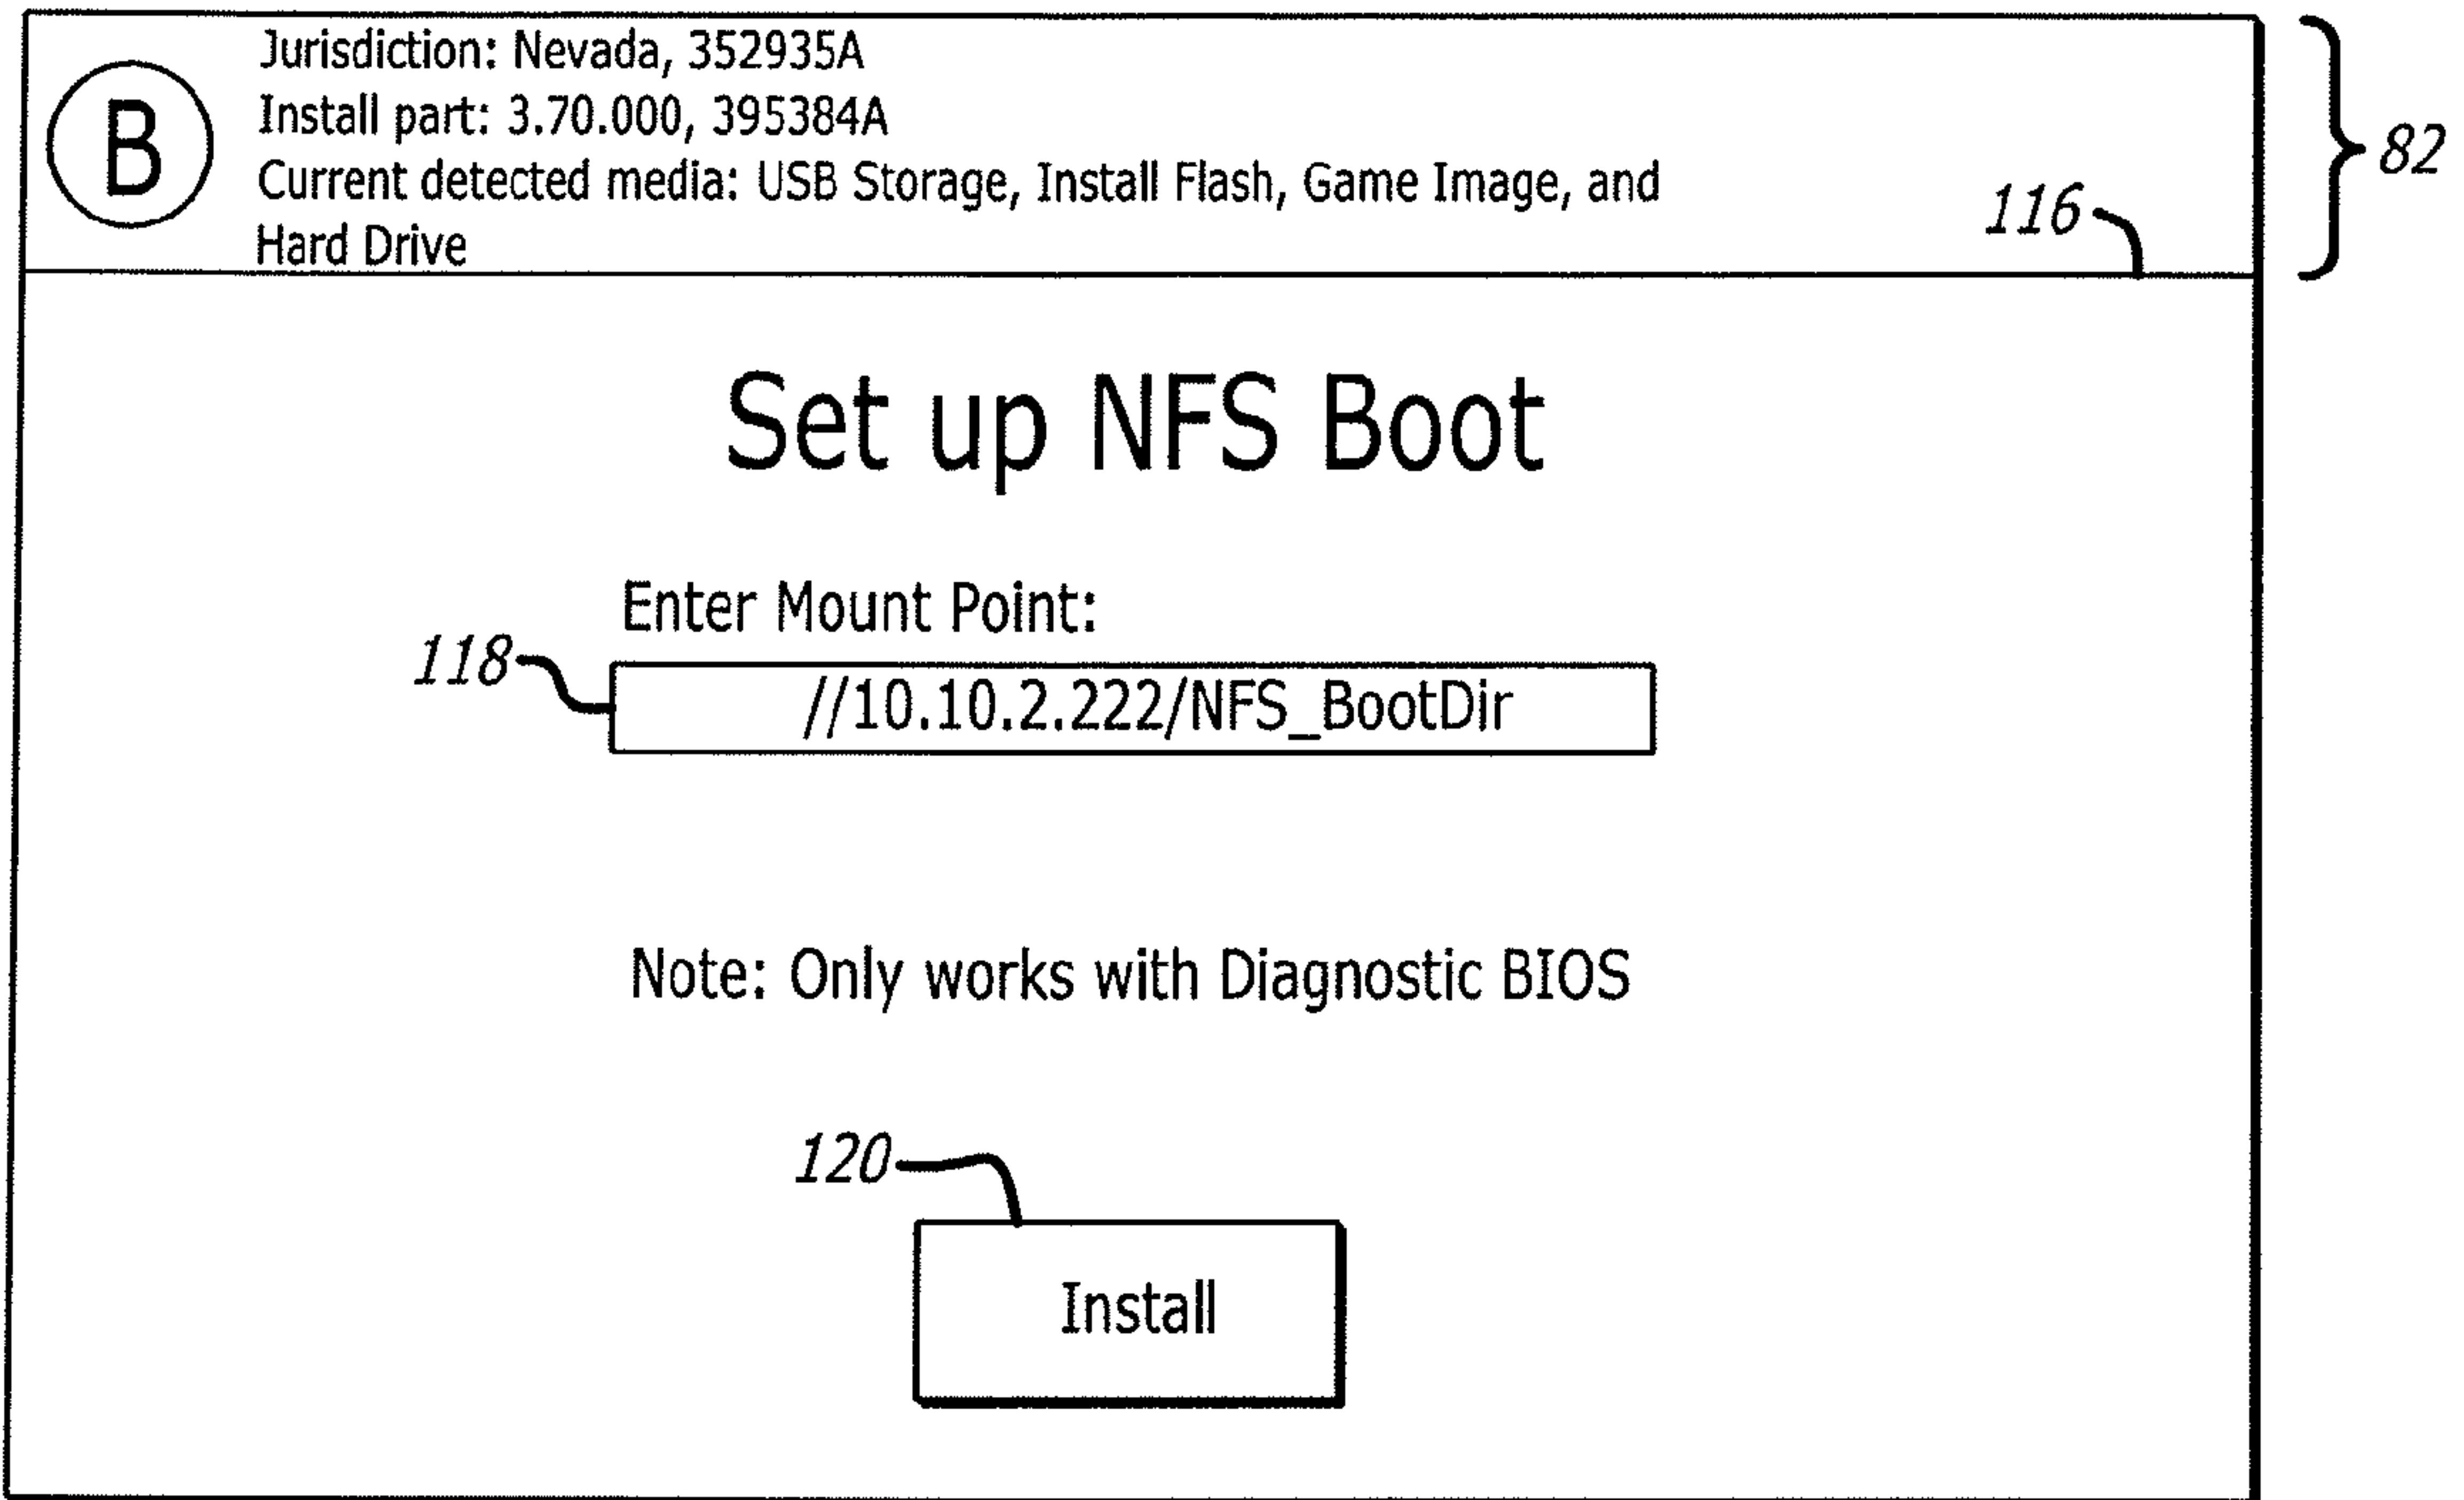 B
Jurisdiction: Nevada, 352935A
Install part: 3.70.000, 395384A
Current detected media: USB Storage, Install Flash, Game Image, and
Hard Drive
82
116
Set up NFS Boot
Enter Mount Point:
118
//10.10.2.222/NFS_BootDir
Note: Only works with Diagnostic BIOS
120
Install